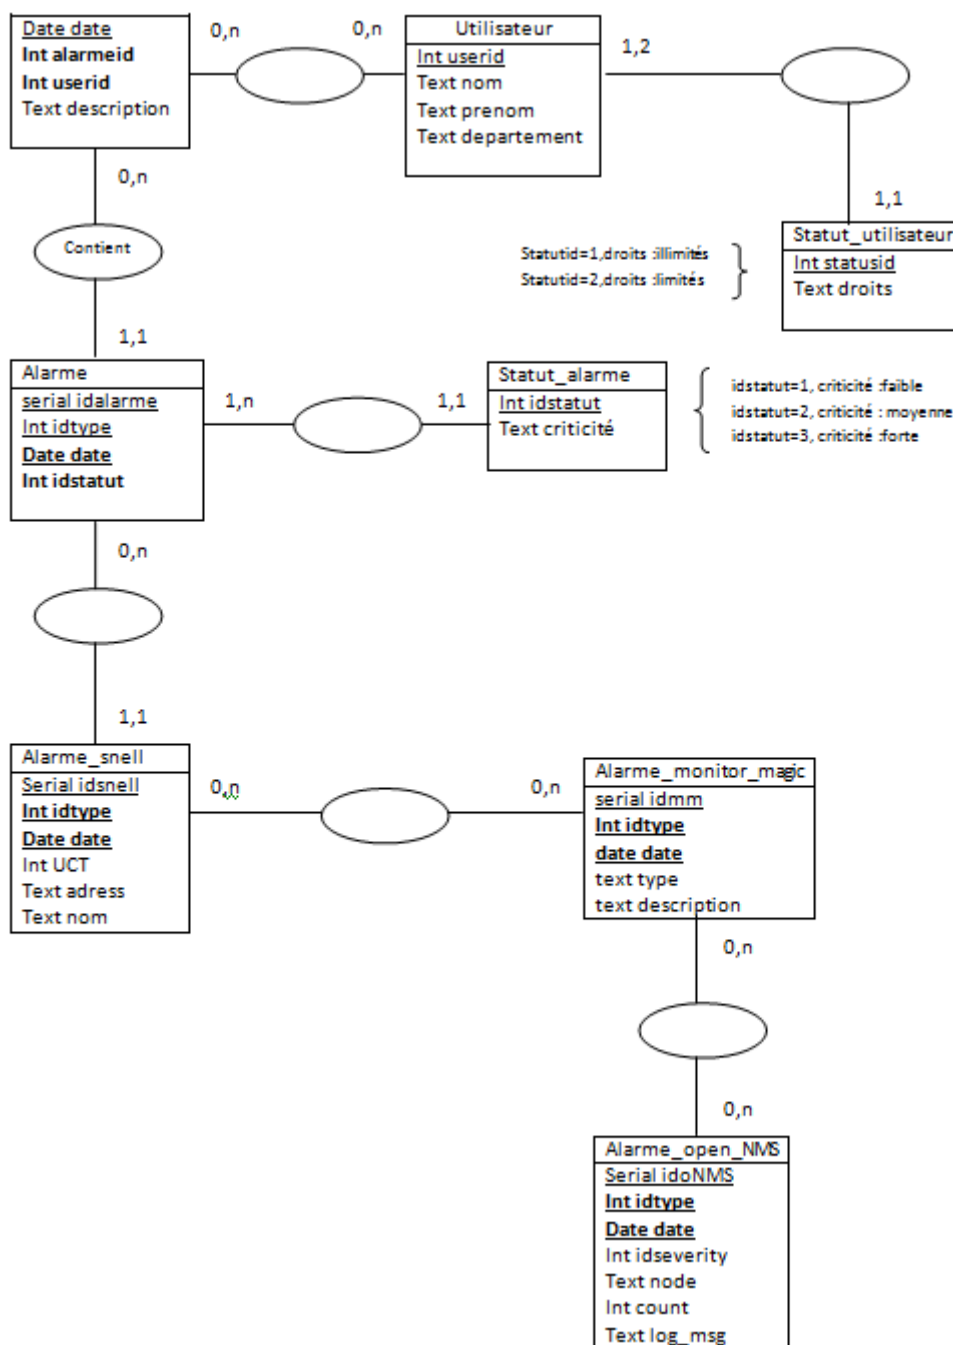 Date date
Int alarmeid
Int userid
Text description
0,n
0,n
Utilisateur
Int userid
Text nom
Text prenom
Text departement
1,2
0,n
Contient
1,1
1,1
Statut_utilisateur
Int statusid
Text droits
Statutid=1,droits :illimités
Statutid=2,droits :limités
Alarme
serial idalarme
Int idtype
Date date
Int idstatut
1,n
1,1
Statut_alarme
Int idstatut
Text criticité
idstatut=1, criticité :faible
idstatut=2, criticité : moyenne
idstatut=3, criticité :forte
0,n
1,1
Alarme_snell
Serial idsnell
Int idtype
Date date
Int UCT
Text adress
Text nom
0,n
0,n
Alarme_monitor_magic
serial idmm
Int idtype
date date
text type
text description
0,n
0,n
Alarme_open_NMS
Serial idoNMS
Int idtype
Date date
Int idseverity
Text node
Int count
Text log_msg